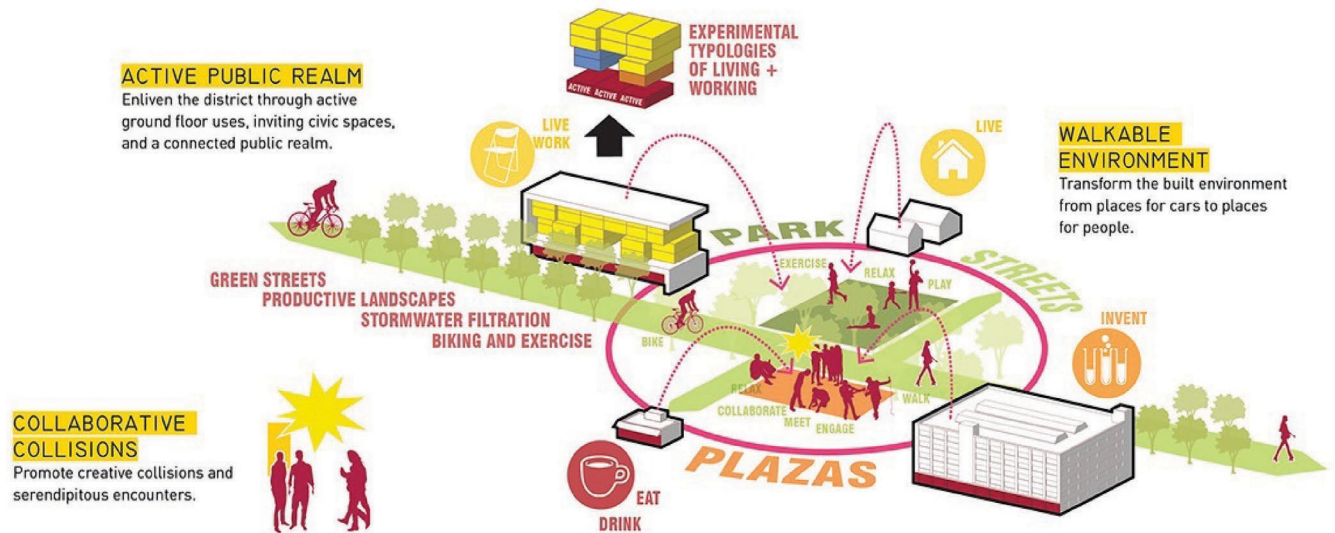 EXPERIMENTAL
TYPOLOGIES
OF LIVING +
WORKING
ACTIVE ACTIVE ACTIVE
ACTIVE PUBLIC REALM
Enliven the district through active
ground floor uses, inviting civic spaces,
and a connected public realm.
LIVE
WORK
LIVE
WALKABLE
ENVIRONMENT
Transform the built environment
from places for cars to places
for people.
PARK
STREETS
EXERCISE
RELAX
PLAY
GREEN STREETS
PRODUCTIVE LANDSCAPES
STORMWATER FILTRATION
BIKING AND EXERCISE
BIKE
INVENT
RELAX
COLLABORATE
MEET
ENGAGE
WALK
PLAZAS
COLLABORATIVE
COLLISIONS
Promote creative collisions and
serendipitous encounters.
EAT
DRINK